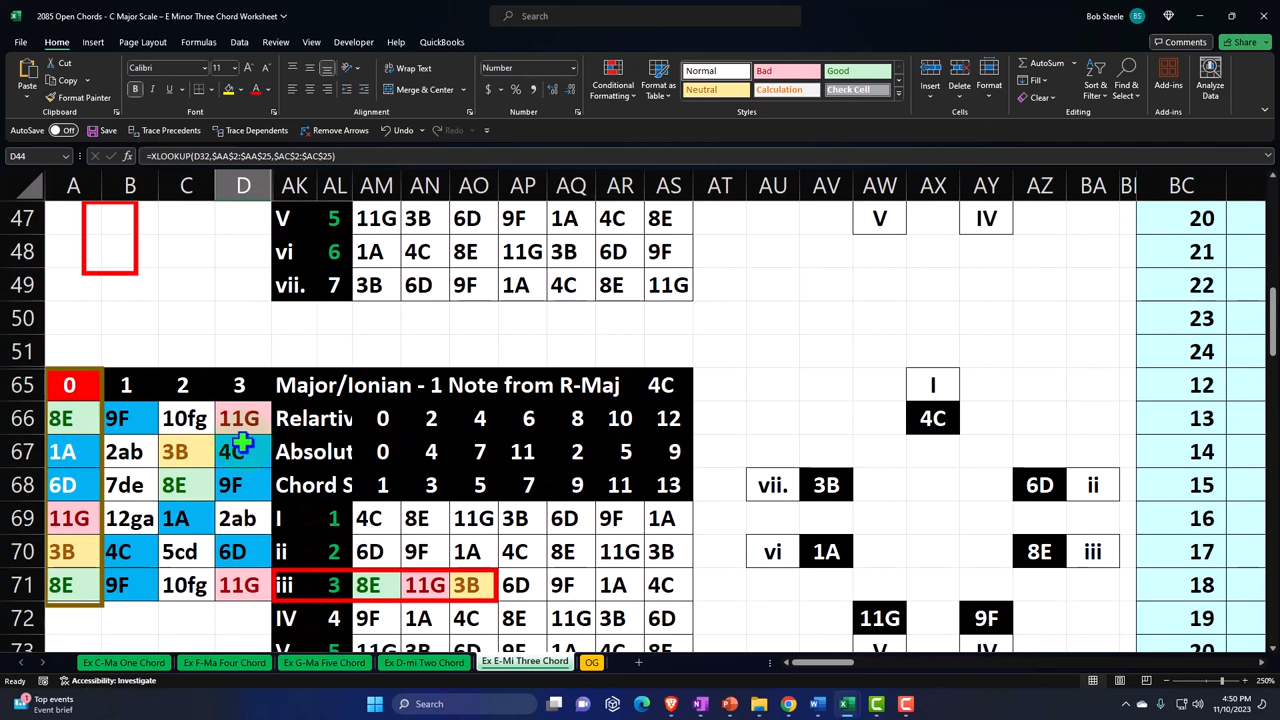 2085 Open Chords - C Major Scale – E Minor Three Chord Worksheet
Search
Bob Steele BS
File Home Insert Page Layout Formulas Data Review View Developer Help QuickBooks
Comments Share
Cut
Copy
Format Painter
Paste
Calibri 11
Wrap Text
Merge & Center
Number
Conditional Formatting
Format as Table
Normal Bad Good
Neutral Calculation Check Cell
Insert Delete Format
AutoSum
Fill
Clear
Sort & Filter
Find & Select
Add-ins
Analyze Data
Clipboard Font Alignment Number Styles Cells Editing Add-ins
AutoSave Off Save Trace Precedents Trace Dependents Remove Arrows Undo Redo
D44 =XLOOKUP(D32,$AA$2:$AA$25,$AC$2:$AC$25)
A B C D AK AL AM AN AO AP AQ AR AS AT AU AV AW AX AY AZ BA BC
47 V 5 11G 3B 6D 9F 1A 4C 8E V IV 20
48 vi 6 1A 4C 8E 11G 3B 6D 9F 21
49 vii. 7 3B 6D 9F 1A 4C 8E 11G 22
50 23
51 24
65 0 1 2 3 Major/Ionian - 1 Note from R-Maj 4C I 12
66 8E 9F 10fg 11G Relartiv 0 2 4 6 8 10 12 4C 13
67 1A 2ab 3B 4C Absolut 0 4 7 11 2 5 9 14
68 6D 7de 8E 9F Chord S 1 3 5 7 9 11 13 vii. 3B 6D ii 15
69 11G 12ga 1A 2ab I 1 4C 8E 11G 3B 6D 9F 1A 16
70 3B 4C 5cd 6D ii 2 6D 9F 1A 4C 8E 11G 3B vi 1A 8E iii 17
71 8E 9F 10fg 11G iii 3 8E 11G 3B 6D 9F 1A 4C 18
72 IV 4 9F 1A 4C 8E 11G 3B 6D 11G 9F 19
Ex C-Ma One Chord Ex F-Ma Four Chord Ex G-Ma Five Chord Ex D-mi Two Chord Ex E-Mi Three Chord OG
Ready Accessibility: Investigate 250%
Top events
Event brief
Search
4:50 PM
11/10/2023